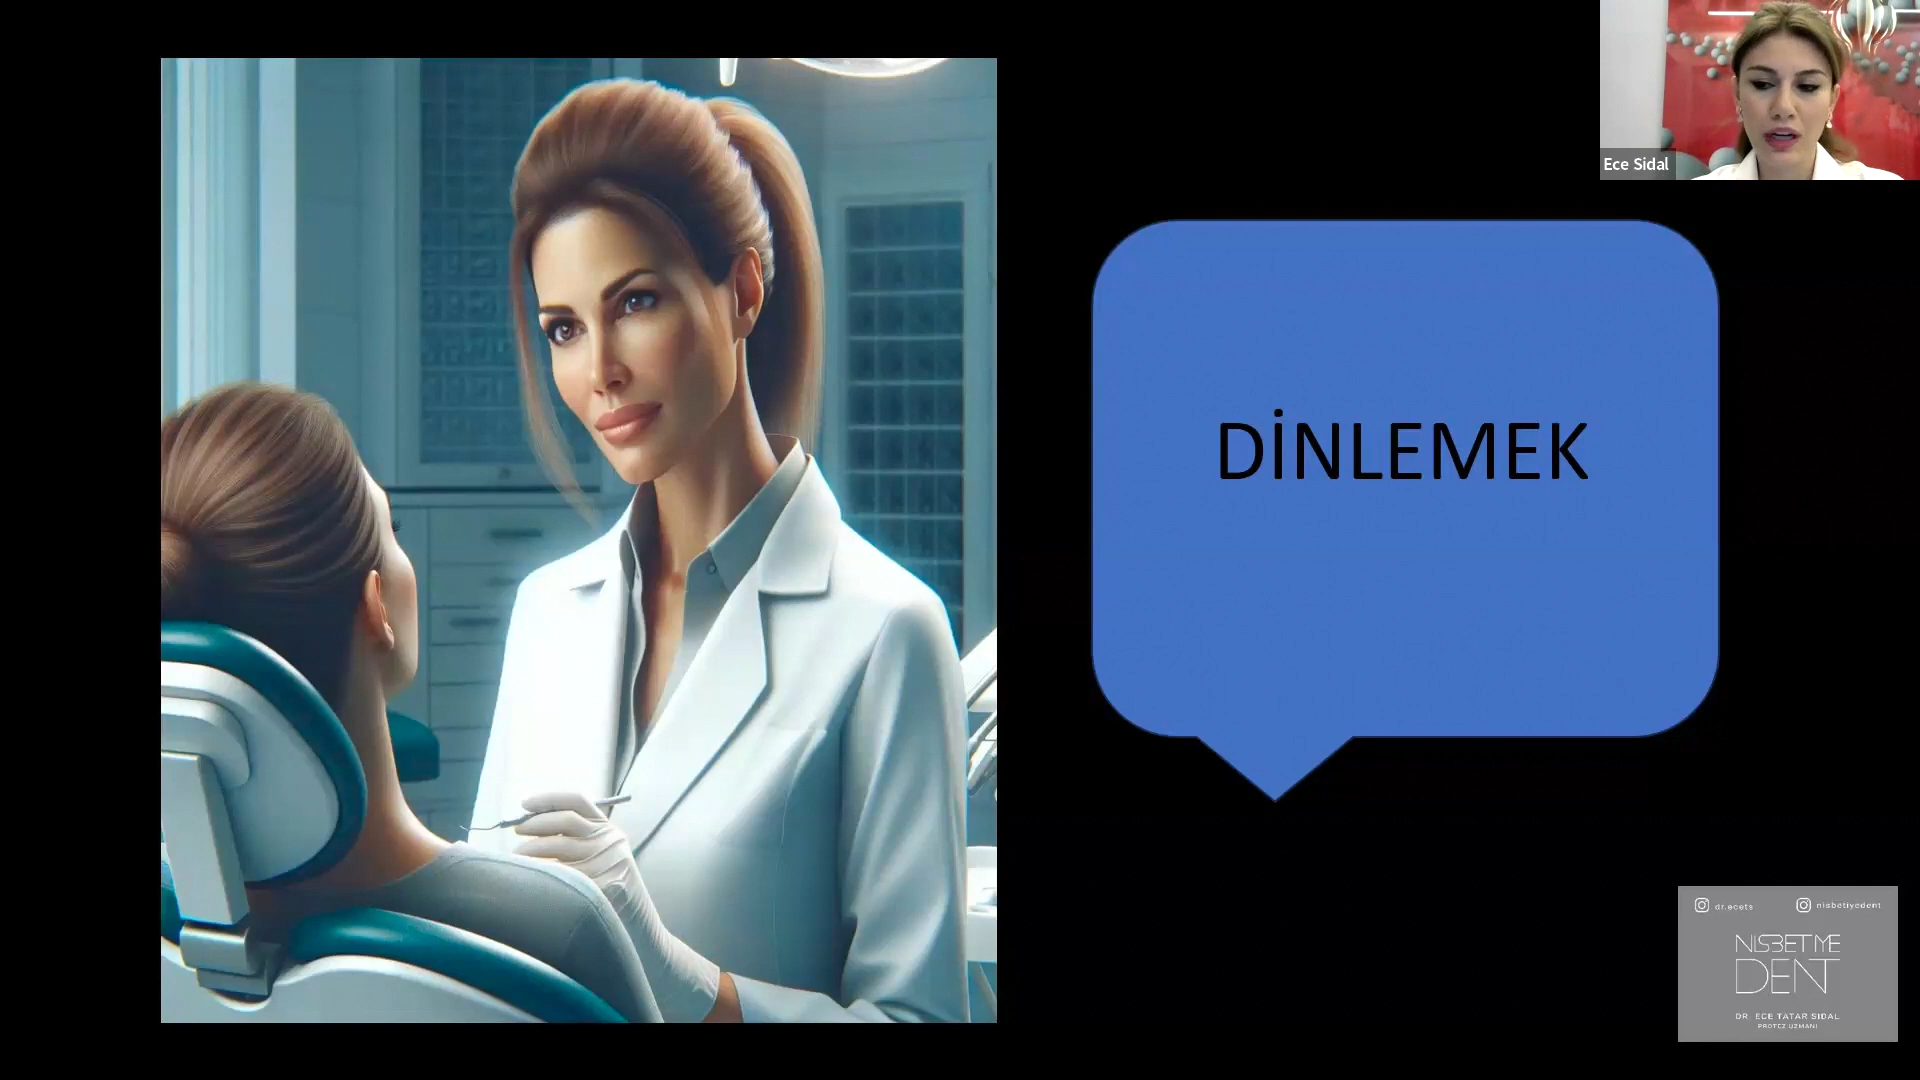 Ece Sidal
DİNLEMEK
dr.ecets
nisbetiyedent
NISBETIYE
DENT
DR. ECE TATAR SIDAL
PROTEZ UZMANI